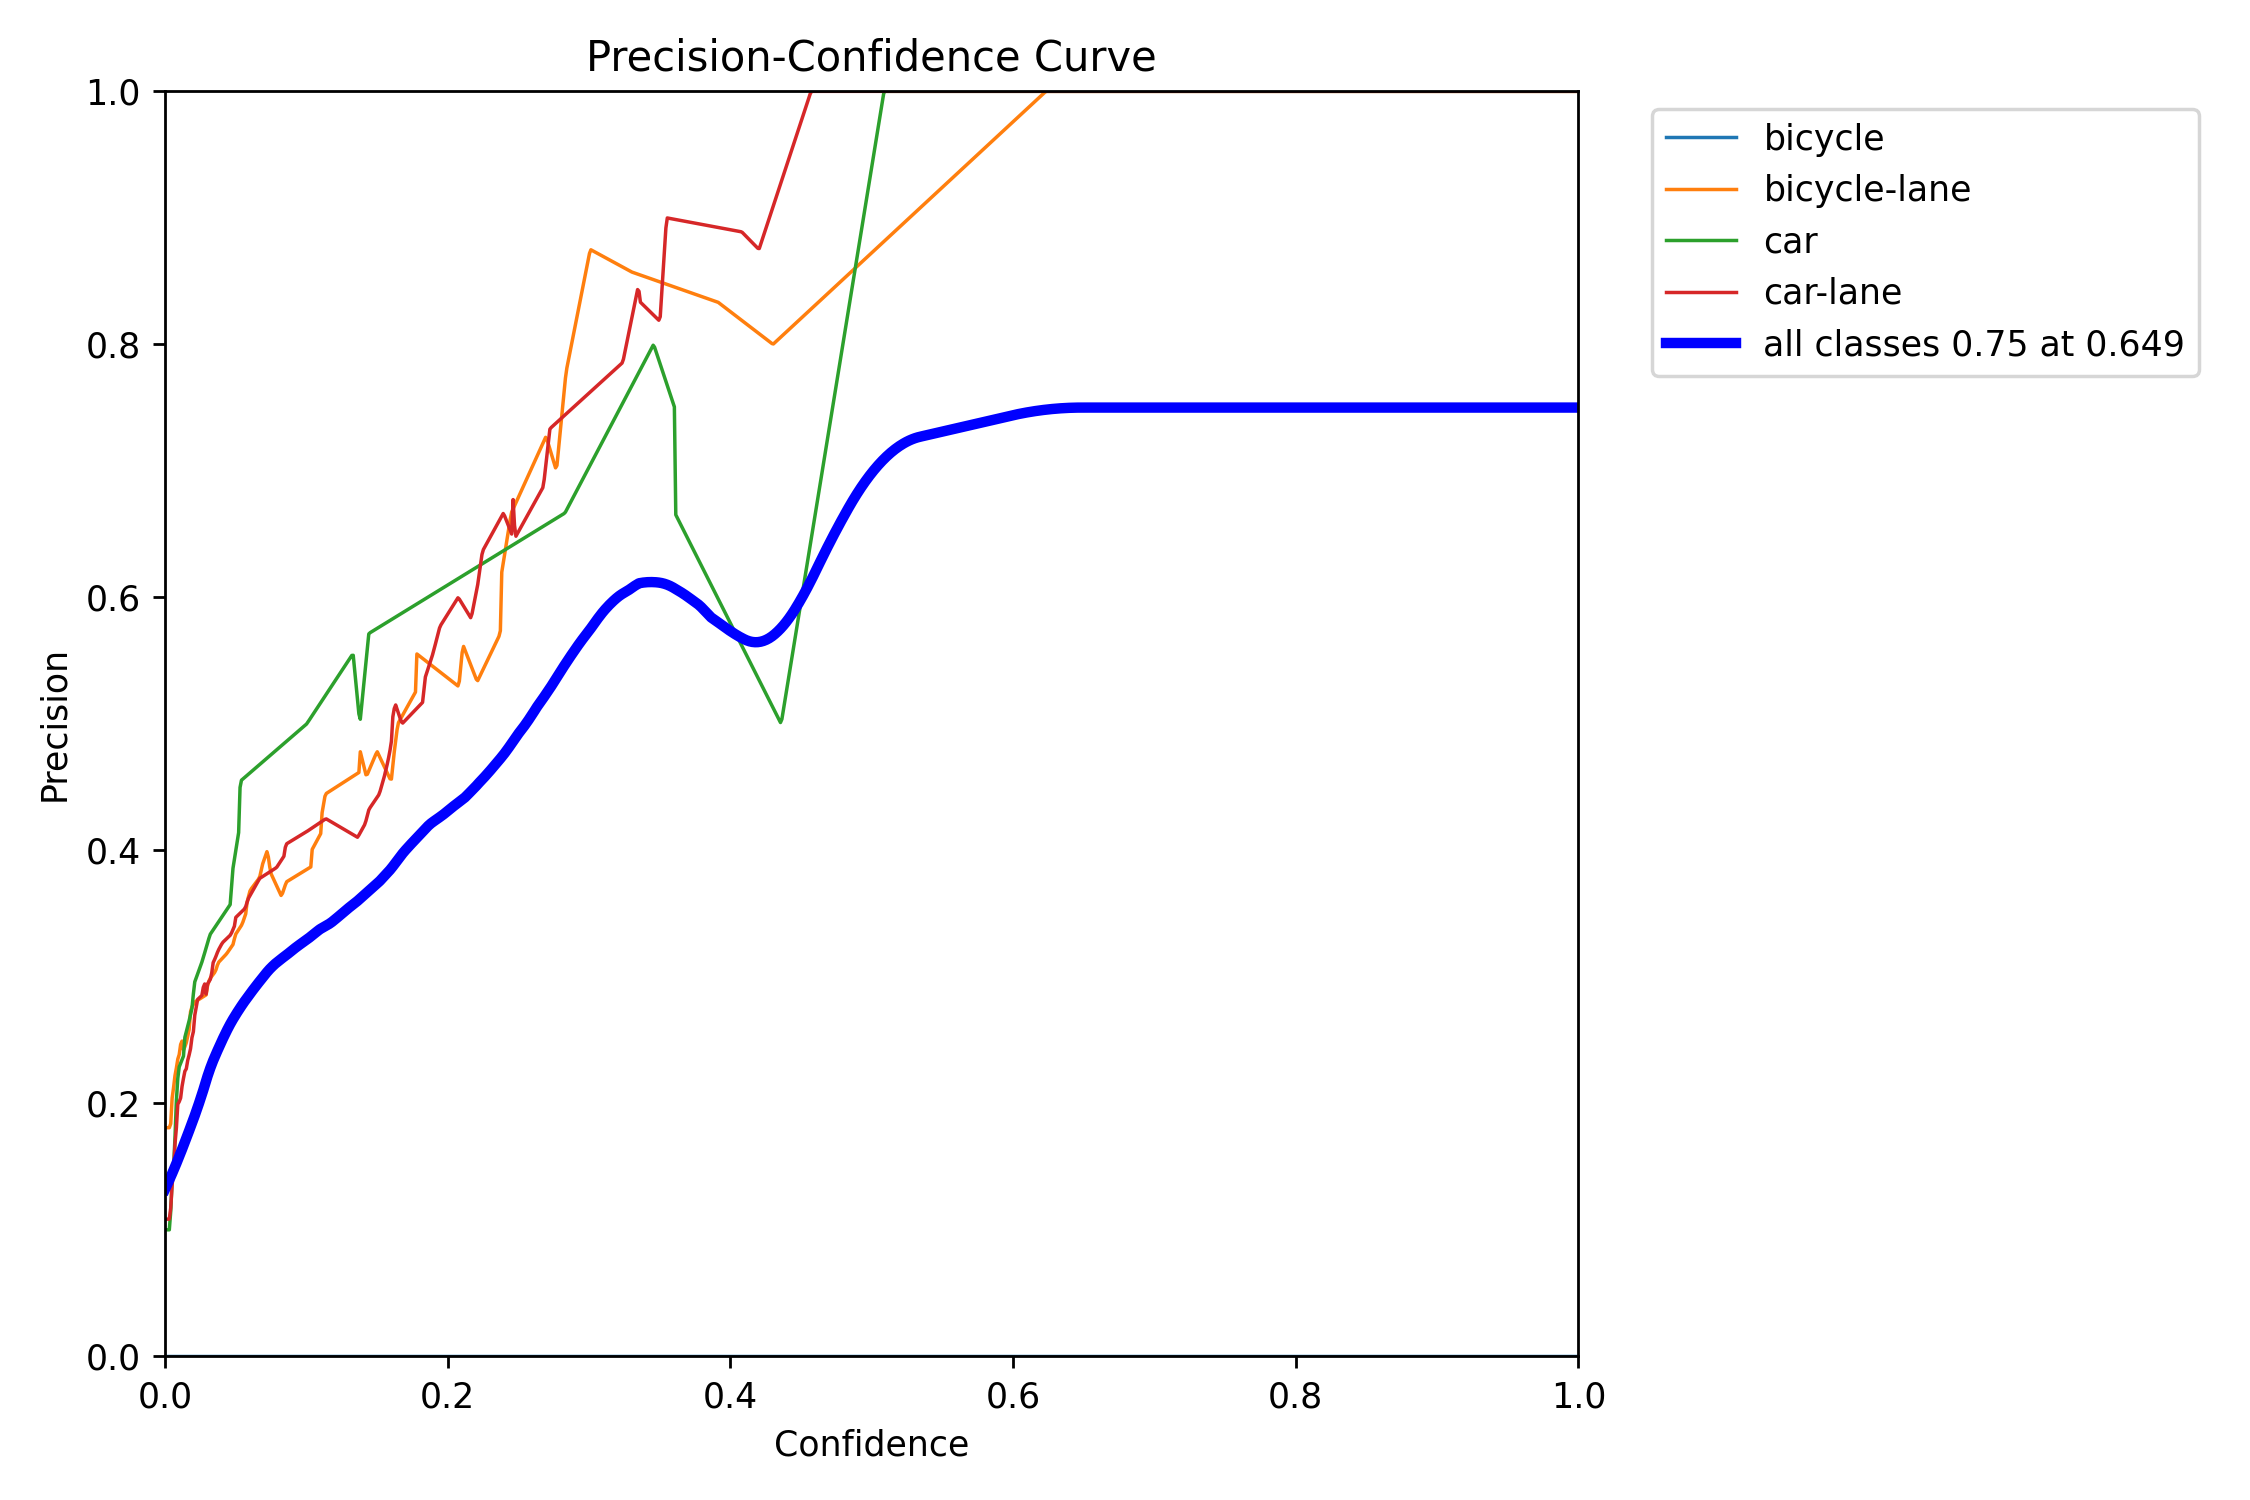 Precision-Confidence Curve
1.0
0.8
0.6
0.4
0.2
0.0
Precision
0.0 0.2 0.4 0.6 0.8 1.0
Confidence
bicycle
bicycle-lane
car
car-lane
all classes 0.75 at 0.649